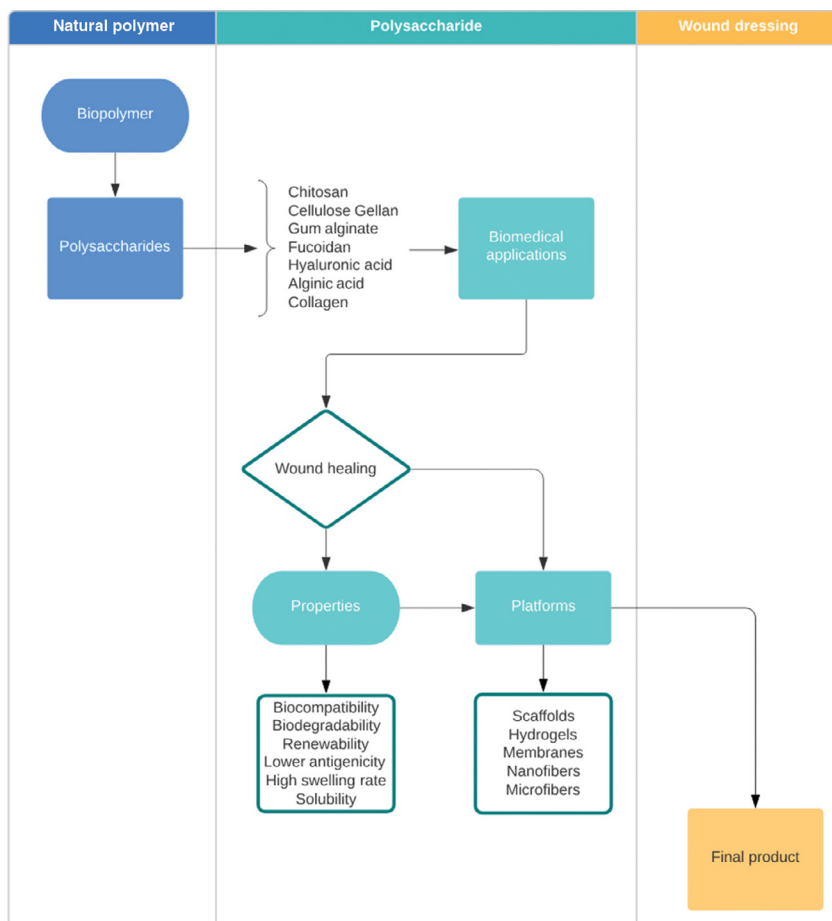 Natural polymer
Polysaccharide
Wound dressing
Biopolymer
Polysaccharides
Chitosan
Cellulose Gellan
Gum alginate
Fucoidan
Hyaluronic acid
Alginic acid
Collagen
Biomedical
applications
Wound healing
Properties
Platforms
Biocompatibility
Biodegradability
Renewability
Lower antigenicity
High swelling rate
Solubility
Scaffolds
Hydrogels
Membranes
Nanofibers
Microfibers
Final product